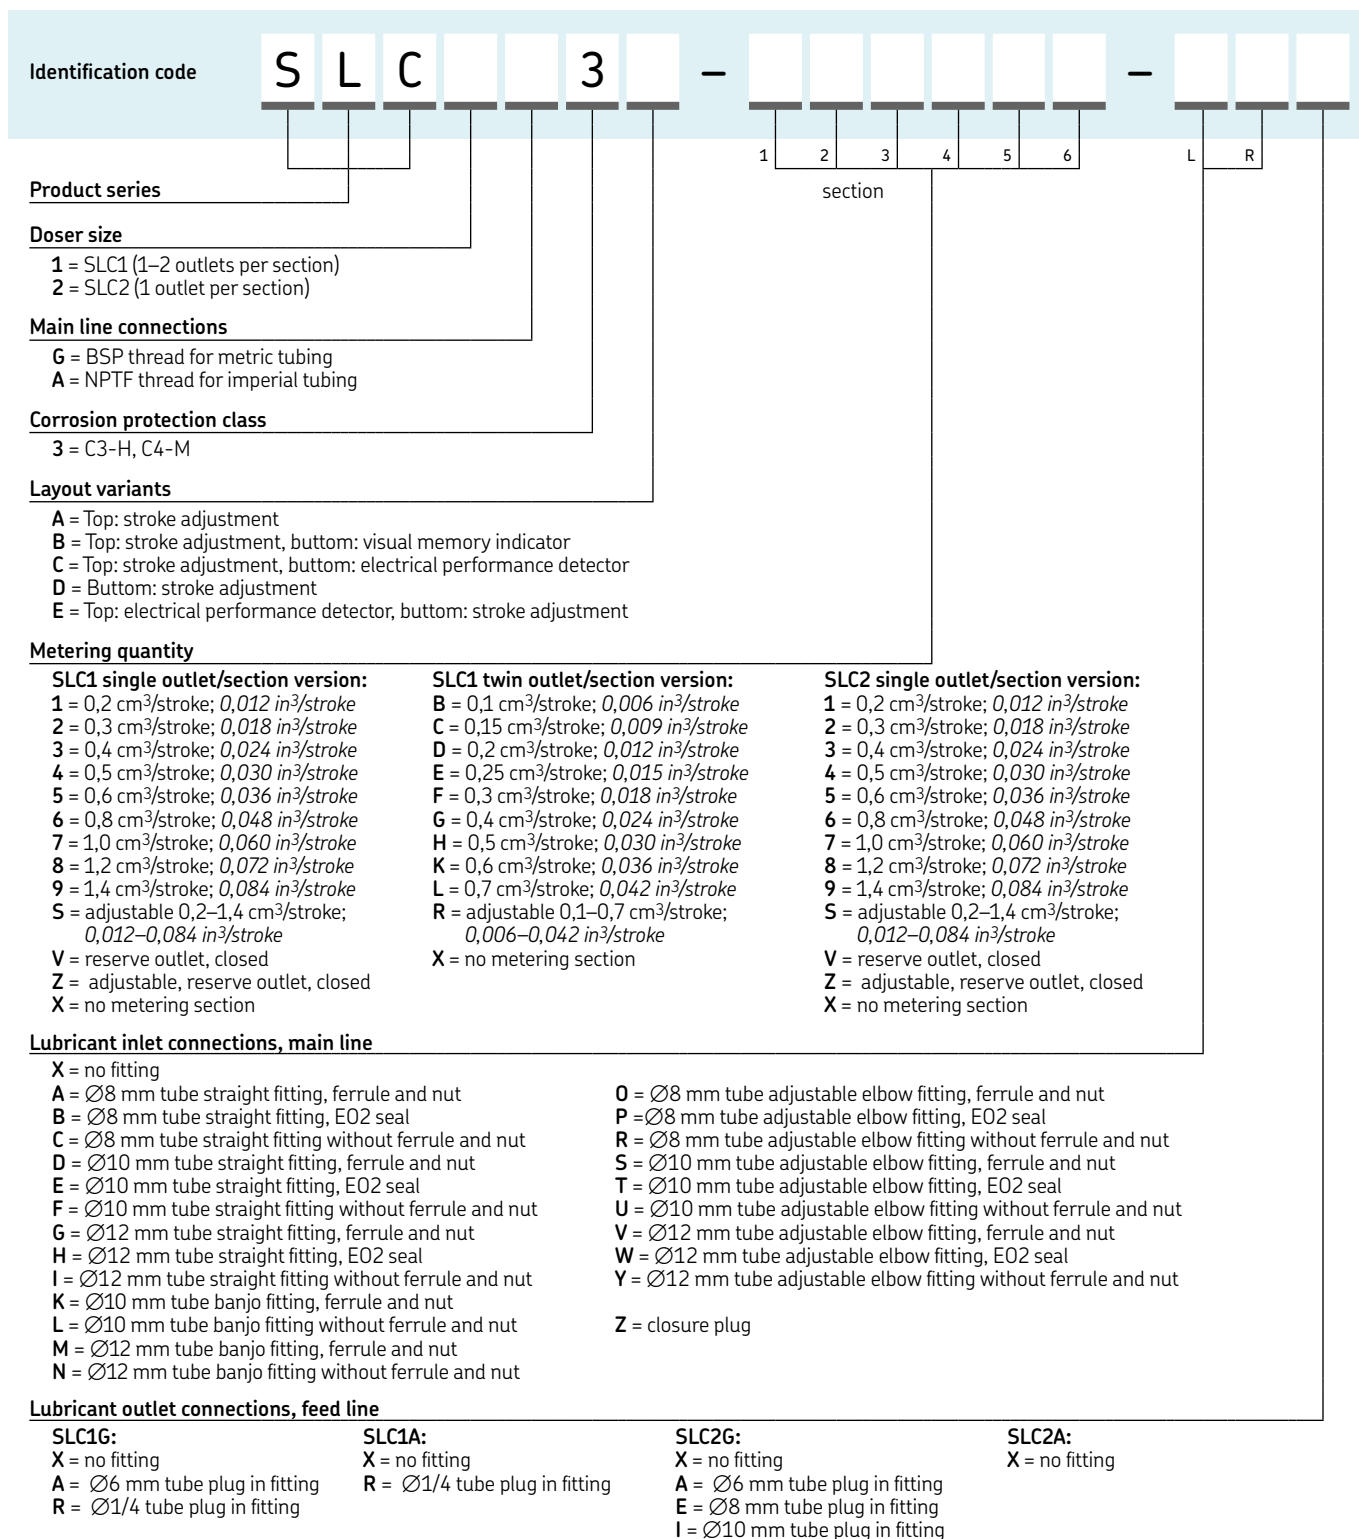 Identification code S L C 3 – –
1 2 3 4 5 6 L R
Product series
section
Doser size
1 = SLC1 (1–2 outlets per section)
2 = SLC2 (1 outlet per section)
Main line connections
G = BSP thread for metric tubing
A = NPTF thread for imperial tubing
Corrosion protection class
3 = C3-H, C4-M
Layout variants
A = Top: stroke adjustment
B = Top: stroke adjustment, buttom: visual memory indicator
C = Top: stroke adjustment, buttom: electrical performance detector
D = Buttom: stroke adjustment
E = Top: electrical performance detector, buttom: stroke adjustment
Metering quantity
SLC1 single outlet/section version:
1 = 0,2 cm³/stroke; 0,012 in³/stroke
2 = 0,3 cm³/stroke; 0,018 in³/stroke
3 = 0,4 cm³/stroke; 0,024 in³/stroke
4 = 0,5 cm³/stroke; 0,030 in³/stroke
5 = 0,6 cm³/stroke; 0,036 in³/stroke
6 = 0,8 cm³/stroke; 0,048 in³/stroke
7 = 1,0 cm³/stroke; 0,060 in³/stroke
8 = 1,2 cm³/stroke; 0,072 in³/stroke
9 = 1,4 cm³/stroke; 0,084 in³/stroke
S = adjustable 0,2–1,4 cm³/stroke;
0,012–0,084 in³/stroke
V = reserve outlet, closed
Z = adjustable, reserve outlet, closed
X = no metering section
SLC1 twin outlet/section version:
B = 0,1 cm³/stroke; 0,006 in³/stroke
C = 0,15 cm³/stroke; 0,009 in³/stroke
D = 0,2 cm³/stroke; 0,012 in³/stroke
E = 0,25 cm³/stroke; 0,015 in³/stroke
F = 0,3 cm³/stroke; 0,018 in³/stroke
G = 0,4 cm³/stroke; 0,024 in³/stroke
H = 0,5 cm³/stroke; 0,030 in³/stroke
K = 0,6 cm³/stroke; 0,036 in³/stroke
L = 0,7 cm³/stroke; 0,042 in³/stroke
R = adjustable 0,1–0,7 cm³/stroke;
0,006–0,042 in³/stroke
X = no metering section
SLC2 single outlet/section version:
1 = 0,2 cm³/stroke; 0,012 in³/stroke
2 = 0,3 cm³/stroke; 0,018 in³/stroke
3 = 0,4 cm³/stroke; 0,024 in³/stroke
4 = 0,5 cm³/stroke; 0,030 in³/stroke
5 = 0,6 cm³/stroke; 0,036 in³/stroke
6 = 0,8 cm³/stroke; 0,048 in³/stroke
7 = 1,0 cm³/stroke; 0,060 in³/stroke
8 = 1,2 cm³/stroke; 0,072 in³/stroke
9 = 1,4 cm³/stroke; 0,084 in³/stroke
S = adjustable 0,2–1,4 cm³/stroke;
0,012–0,084 in³/stroke
V = reserve outlet, closed
Z = adjustable, reserve outlet, closed
X = no metering section
Lubricant inlet connections, main line
X = no fitting
A = ∅8 mm tube straight fitting, ferrule and nut
B = ∅8 mm tube straight fitting, EO2 seal
C = ∅8 mm tube straight fitting without ferrule and nut
D = ∅10 mm tube straight fitting, ferrule and nut
E = ∅10 mm tube straight fitting, EO2 seal
F = ∅10 mm tube straight fitting without ferrule and nut
G = ∅12 mm tube straight fitting, ferrule and nut
H = ∅12 mm tube straight fitting, EO2 seal
I = ∅12 mm tube straight fitting without ferrule and nut
K = ∅10 mm tube banjo fitting, ferrule and nut
L = ∅10 mm tube banjo fitting without ferrule and nut
M = ∅12 mm tube banjo fitting, ferrule and nut
N = ∅12 mm tube banjo fitting without ferrule and nut
O = ∅8 mm tube adjustable elbow fitting, ferrule and nut
P =∅8 mm tube adjustable elbow fitting, EO2 seal
R = ∅8 mm tube adjustable elbow fitting without ferrule and nut
S = ∅10 mm tube adjustable elbow fitting, ferrule and nut
T = ∅10 mm tube adjustable elbow fitting, EO2 seal
U = ∅10 mm tube adjustable elbow fitting without ferrule and nut
V = ∅12 mm tube adjustable elbow fitting, ferrule and nut
W = ∅12 mm tube adjustable elbow fitting, EO2 seal
Y = ∅12 mm tube adjustable elbow fitting without ferrule and nut
Z = closure plug
Lubricant outlet connections, feed line
SLC1G:
X = no fitting
A = ∅6 mm tube plug in fitting
R = ∅1/4 tube plug in fitting
SLC1A:
X = no fitting
R = ∅1/4 tube plug in fitting
SLC2G:
X = no fitting
A = ∅6 mm tube plug in fitting
E = ∅8 mm tube plug in fitting
I = ∅10 mm tube plug in fitting
SLC2A:
X = no fitting